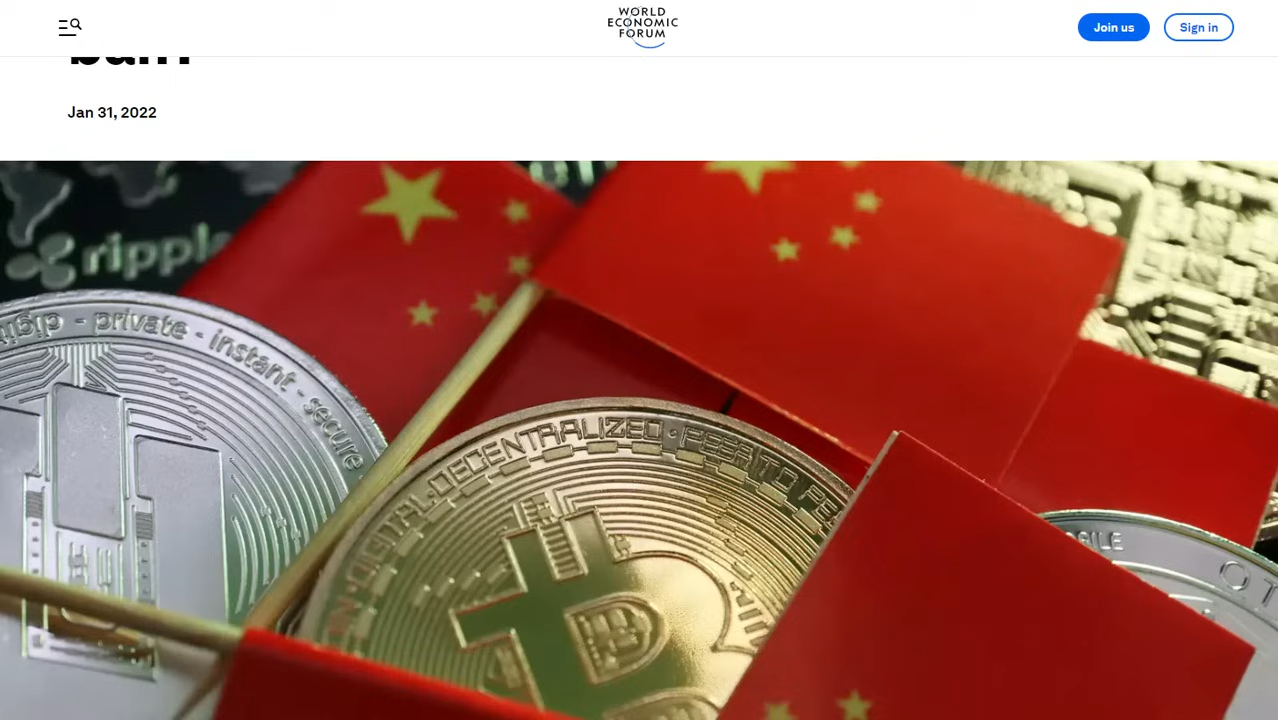 WORLD
ECONOMIC
FORUM
Join us
Sign in
Jan 31, 2022
ripple
digit - private - instant - secure
DIGITAL • DECENTRALIZED • PEER TO PE